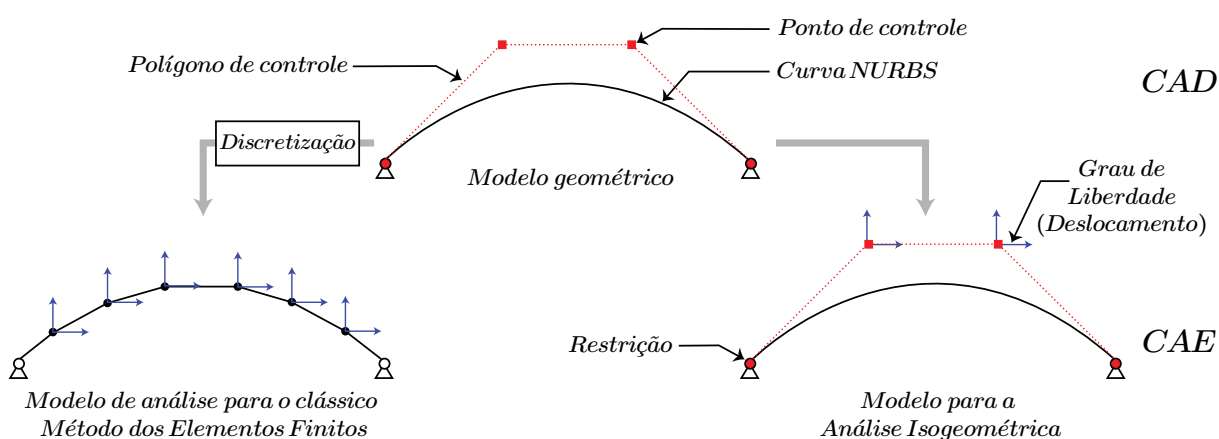 Ponto de controle
Polígono de controle
Curva NURBS
CAD
Discretização
Modelo geométrico
Grau de
Liberdade
(Deslocamento)
Restrição
CAE
Modelo de análise para o clássico
Método dos Elementos Finitos
Modelo para a
Análise Isogeométrica